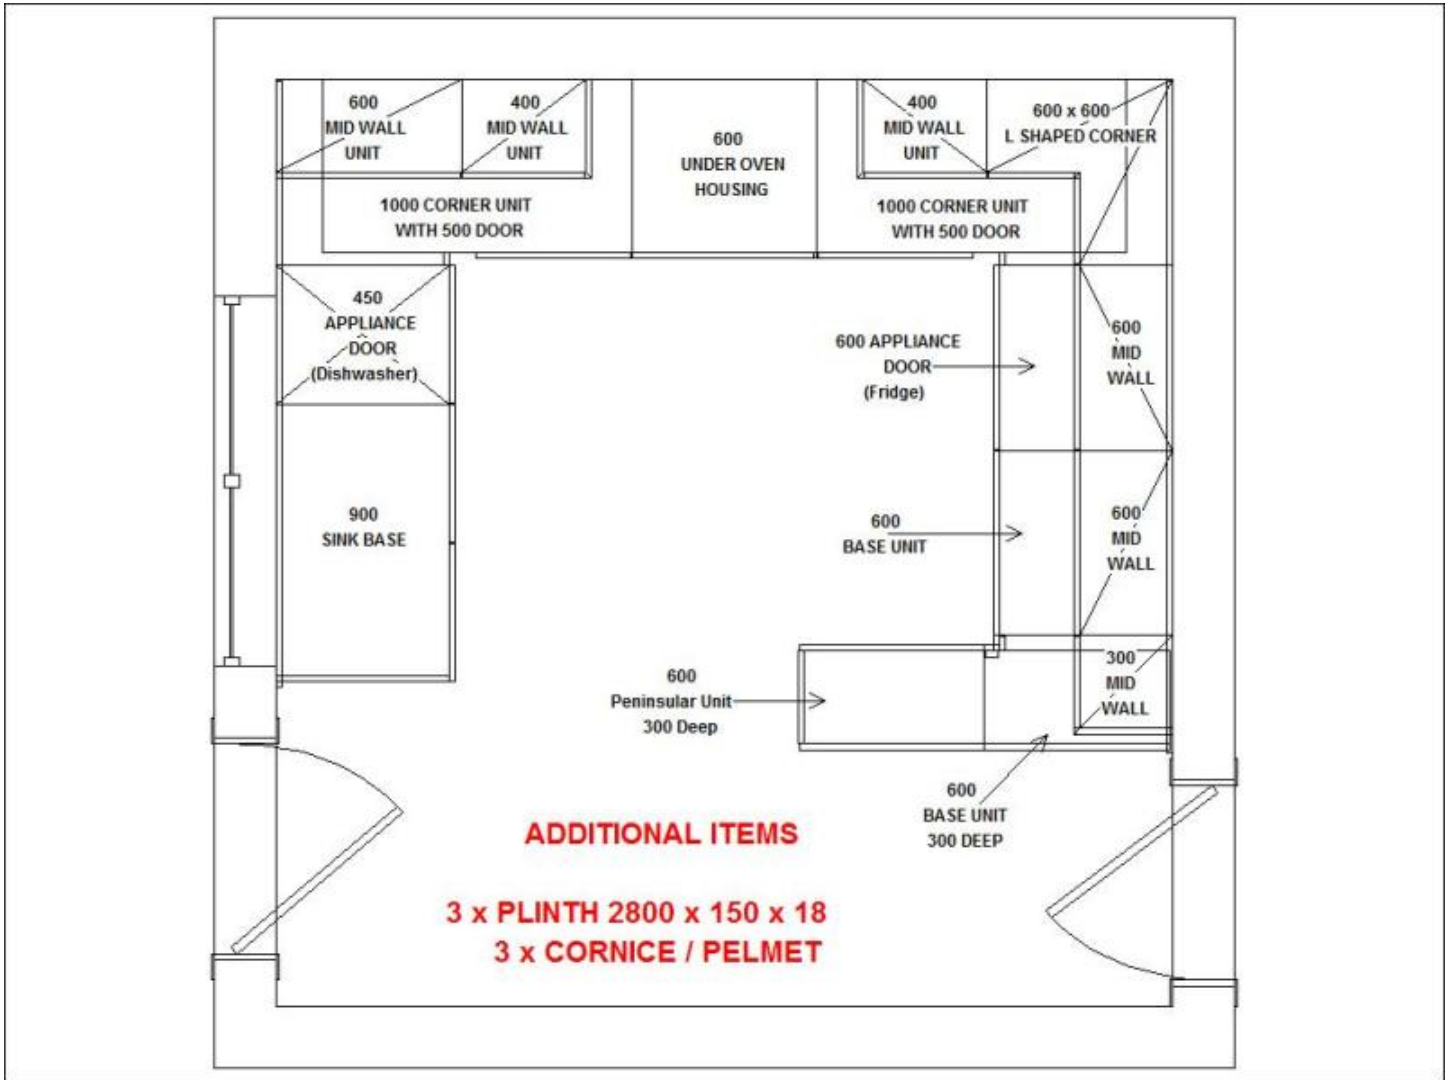 600
MID WALL
UNIT
400
MID WALL
UNIT
600
UNDER OVEN
HOUSING
400
MID WALL
UNIT
600 x 600
L SHAPED CORNER
1000 CORNER UNIT
WITH 500 DOOR
1000 CORNER UNIT
WITH 500 DOOR
450
APPLIANCE
DOOR
(Dishwasher)
600 APPLIANCE
DOOR
(Fridge)
600
MID
WALL
900
SINK BASE
600
BASE UNIT
600
MID
WALL
600
Peninsular Unit
300 Deep
300
MID
WALL
600
BASE UNIT
300 DEEP
ADDITIONAL ITEMS
3 x PLINTH 2800 x 150 x 18
3 x CORNICE / PELMET